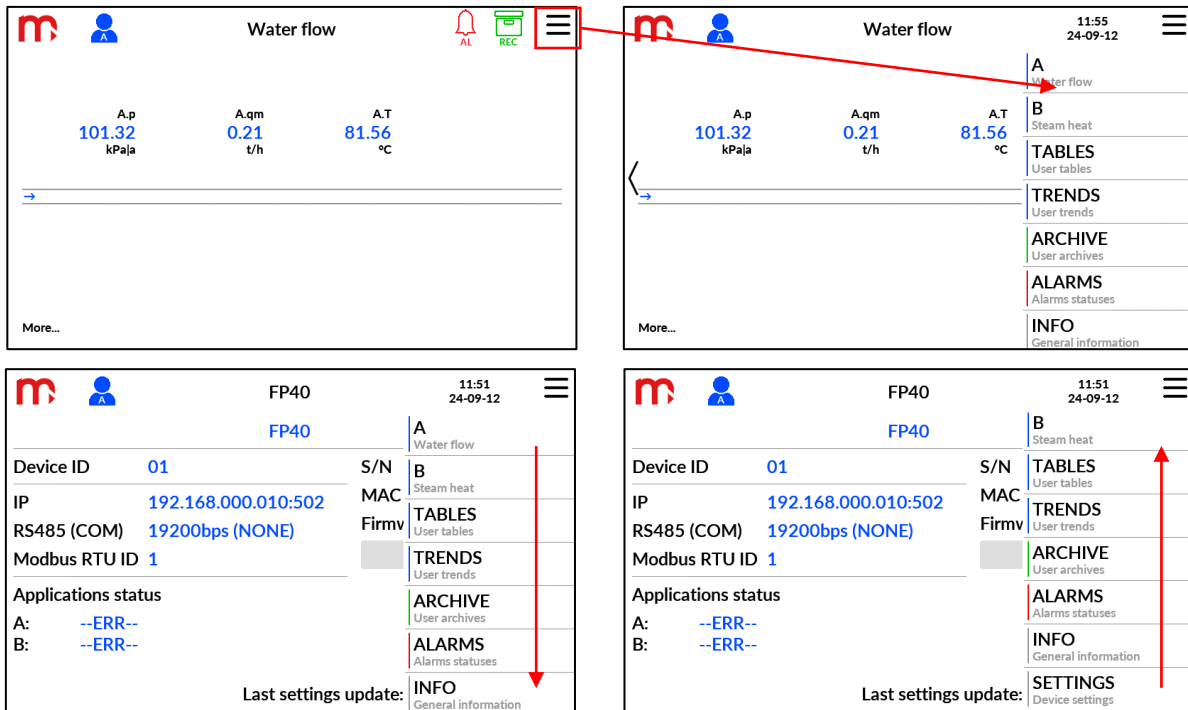 Water flow
A
AL
REC
A.p
A.qm
A.T
101.32
0.21
81.56
kPa|a
t/h
°C
→
More...
Water flow
11:55
24-09-12
A
A
Water flow
B
Steam heat
TABLES
User tables
TRENDS
User trends
ARCHIVE
User archives
ALARMS
Alarms statuses
INFO
General information
A.p
A.qm
A.T
101.32
0.21
81.56
kPa|a
t/h
°C
→
More...
FP40
11:51
24-09-12
A
FP40
Device ID 01 S/N
IP 192.168.000.010:502 MAC
RS485 (COM) 19200bps (NONE) Firmv
Modbus RTU ID 1
Applications status
A: --ERR--
B: --ERR--
Last settings update:
A
Water flow
B
Steam heat
TABLES
User tables
TRENDS
User trends
ARCHIVE
User archives
ALARMS
Alarms statuses
INFO
General information
FP40
11:51
24-09-12
A
FP40
Device ID 01 S/N
IP 192.168.000.010:502 MAC
RS485 (COM) 19200bps (NONE) Firmv
Modbus RTU ID 1
Applications status
A: --ERR--
B: --ERR--
Last settings update:
B
Steam heat
TABLES
User tables
TRENDS
User trends
ARCHIVE
User archives
ALARMS
Alarms statuses
INFO
General information
SETTINGS
Device settings